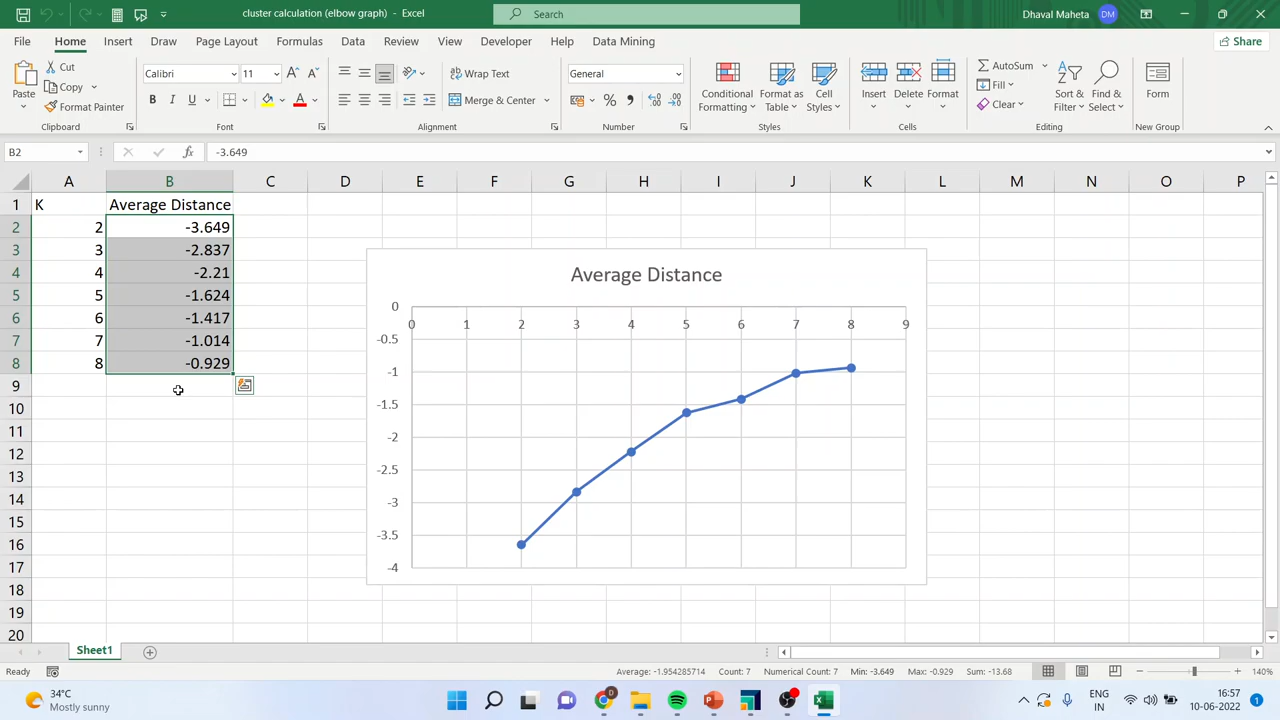 cluster calculation (elbow graph) - Excel
Search
Dhaval Maheta
DM
File Home Insert Draw Page Layout Formulas Data Review View Developer Help Data Mining
Share
Paste
Cut
Copy
Format Painter
Clipboard
Calibri 11
B I U
Font
Wrap Text
Merge & Center
Alignment
General
Number
Conditional Formatting
Format as Table
Cell Styles
Styles
Insert Delete Format
Cells
AutoSum
Fill
Clear
Sort & Filter
Find & Select
Editing
Form
New Group
B2 fx -3.649
A B C D E F G H I J K L M N O P
1 K Average Distance
2 2 -3.649
3 3 -2.837
4 4 -2.21
5 5 -1.624
6 6 -1.417
7 7 -1.014
8 8 -0.929
9
10
11
12
13
14
15
16
17
18
19
20
Average Distance
0
0 1 2 3 4 5 6 7 8 9
-0.5
-1
-1.5
-2
-2.5
-3
-3.5
-4
Sheet1
Ready
Average: -1.954285714 Count: 7 Numerical Count: 7 Min: -3.649 Max: -0.929 Sum: -13.68
140%
34°C
Mostly sunny
ENG
IN
16:57
10-06-2022
1